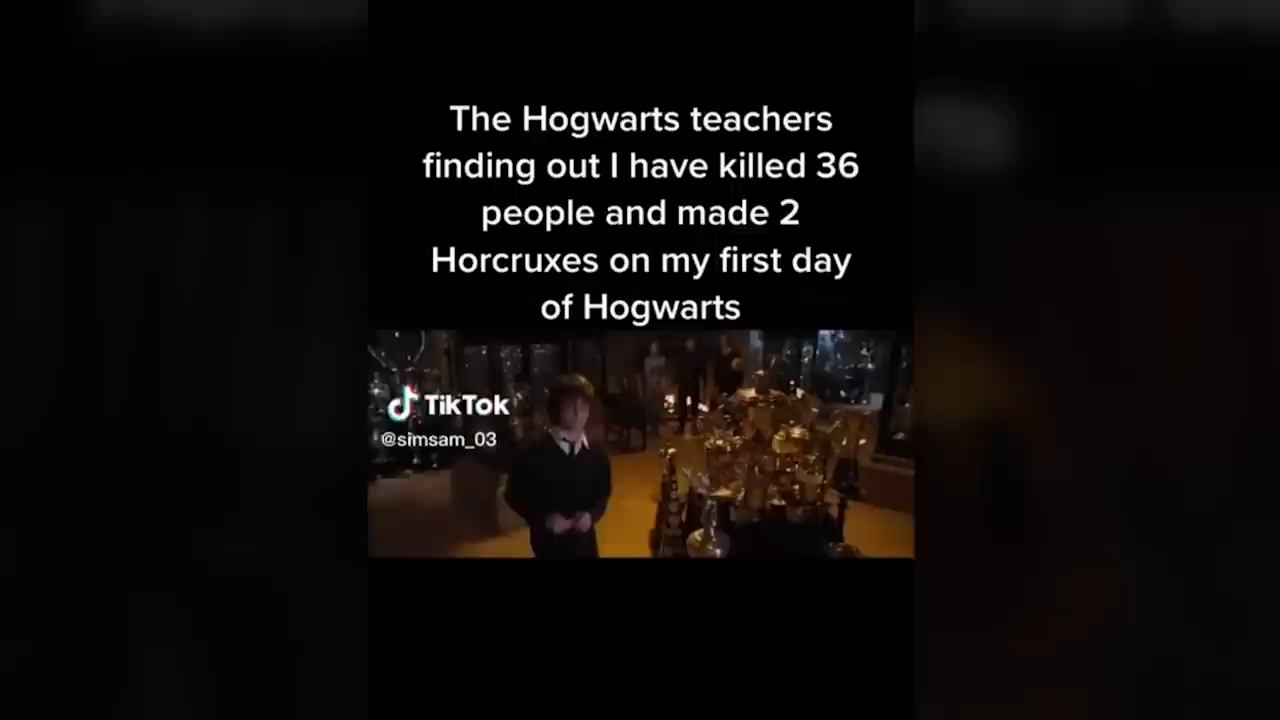 The Hogwarts teachers
finding out I have killed 36
people and made 2
Horcruxes on my first day
of Hogwarts
TikTok
@simsam_03